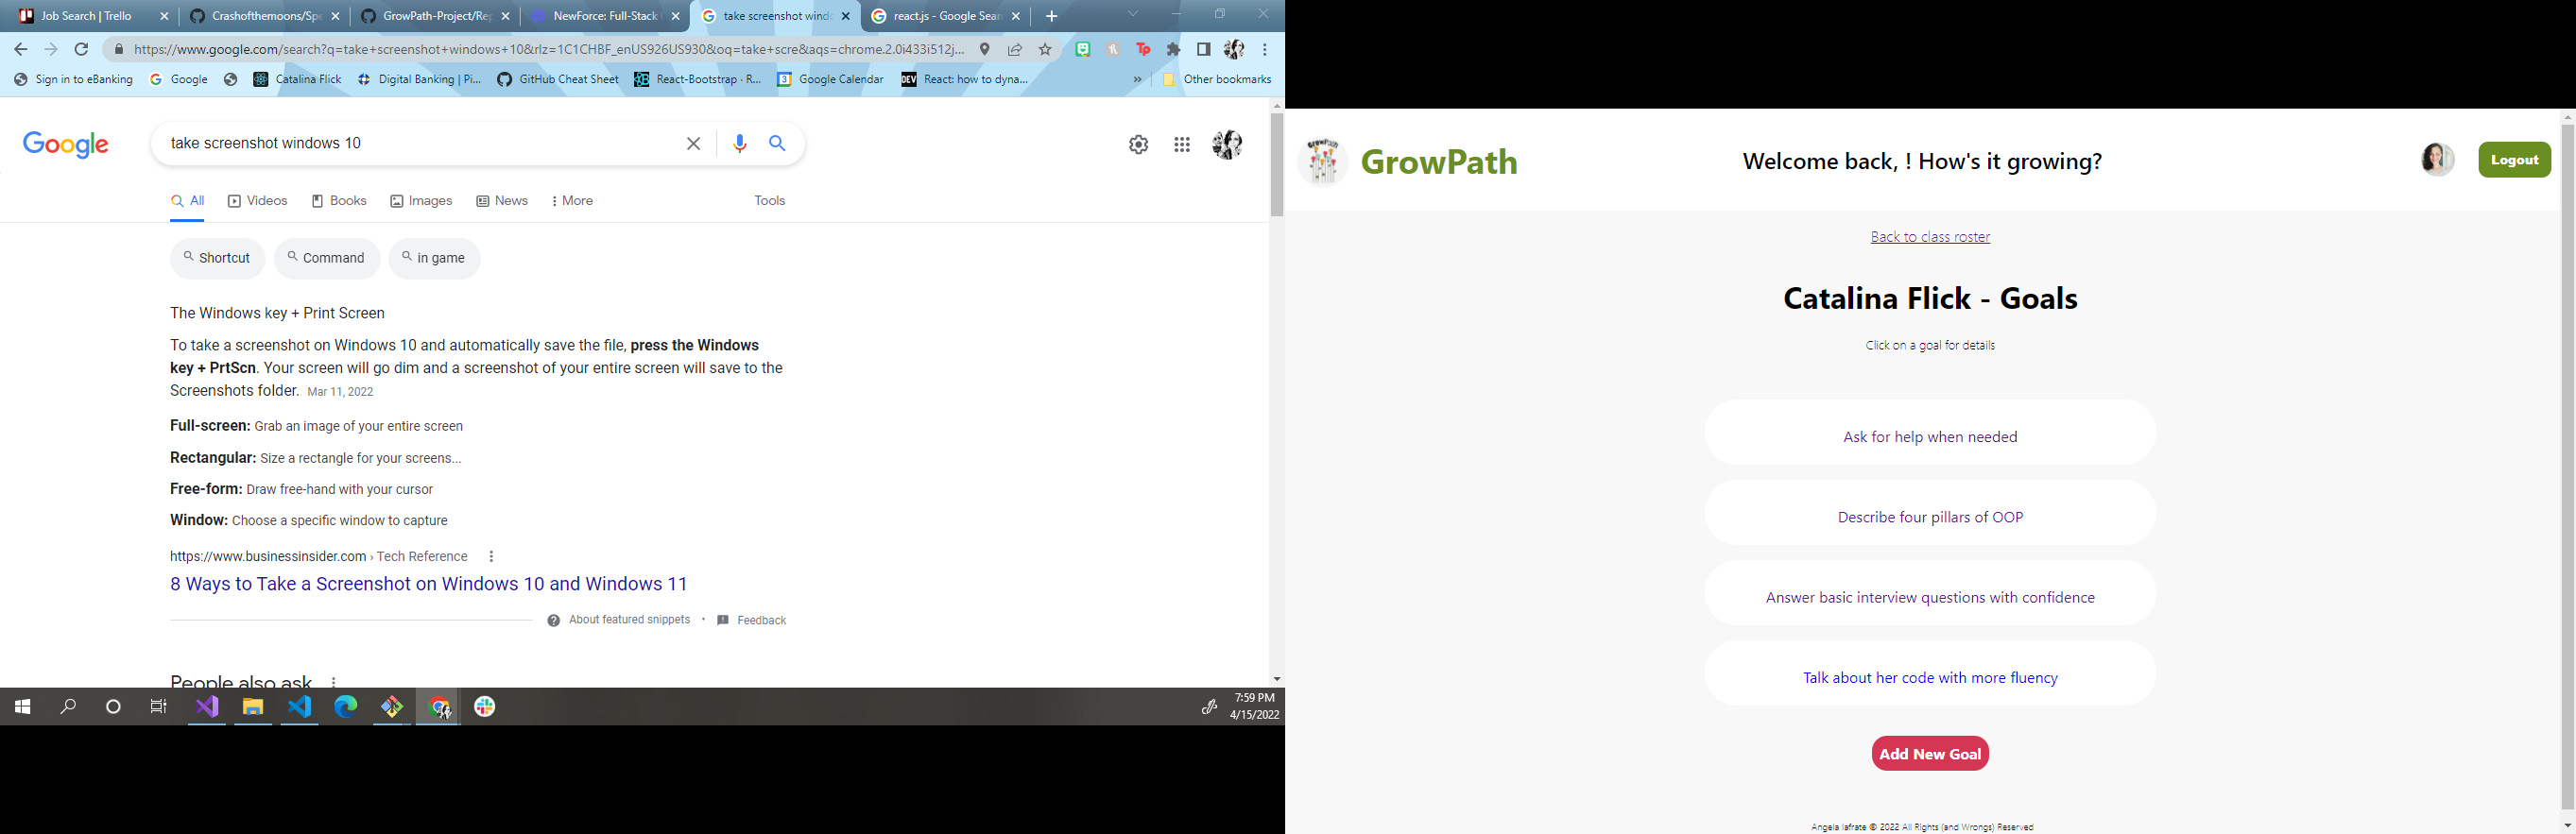 Job Search | Trello
Crashofthemoons/Spe
GrowPath-Project/Rep
NewForce: Full-Stack
take screenshot windo
react.js - Google Sear
https://www.google.com/search?q=take+screenshot+windows+10&rlz=1C1CHBF_enUS926US930&oq=take+scre&aqs=chrome.2.0i433i512j...
Sign in to eBanking
Google
Catalina Flick
Digital Banking | Pi...
GitHub Cheat Sheet
React-Bootstrap · R...
Google Calendar
DEV
React: how to dyna...
»
Other bookmarks
Google
take screenshot windows 10
All
Videos
Books
Images
News
More
Tools
Shortcut
Command
in game
The Windows key + Print Screen
To take a screenshot on Windows 10 and automatically save the file, press the Windows
key + PrtScn. Your screen will go dim and a screenshot of your entire screen will save to the
Screenshots folder. Mar 11, 2022
Full-screen: Grab an image of your entire screen
Rectangular: Size a rectangle for your screens...
Free-form: Draw free-hand with your cursor
Window: Choose a specific window to capture
https://www.businessinsider.com › Tech Reference
8 Ways to Take a Screenshot on Windows 10 and Windows 11
About featured snippets • Feedback
People also ask
7:59 PM
4/15/2022
GrowPath
GrowPath
Welcome back, ! How's it growing?
Logout
Back to class roster
Catalina Flick - Goals
Click on a goal for details
Ask for help when needed
Describe four pillars of OOP
Answer basic interview questions with confidence
Talk about her code with more fluency
Add New Goal
Angela Iafrate © 2022 All Rights (and Wrongs) Reserved